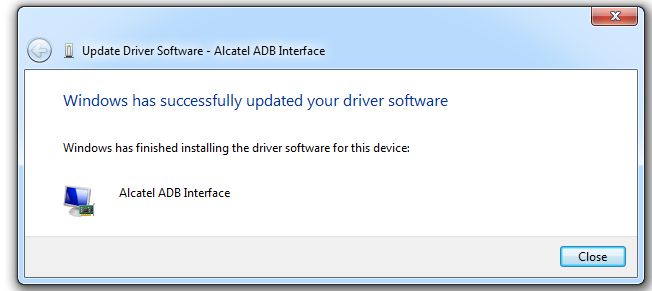 Update Driver Software - Alcatel ADB Interface
Windows has successfully updated your driver software
Windows has finished installing the driver software for this device:
Alcatel ADB Interface
Close